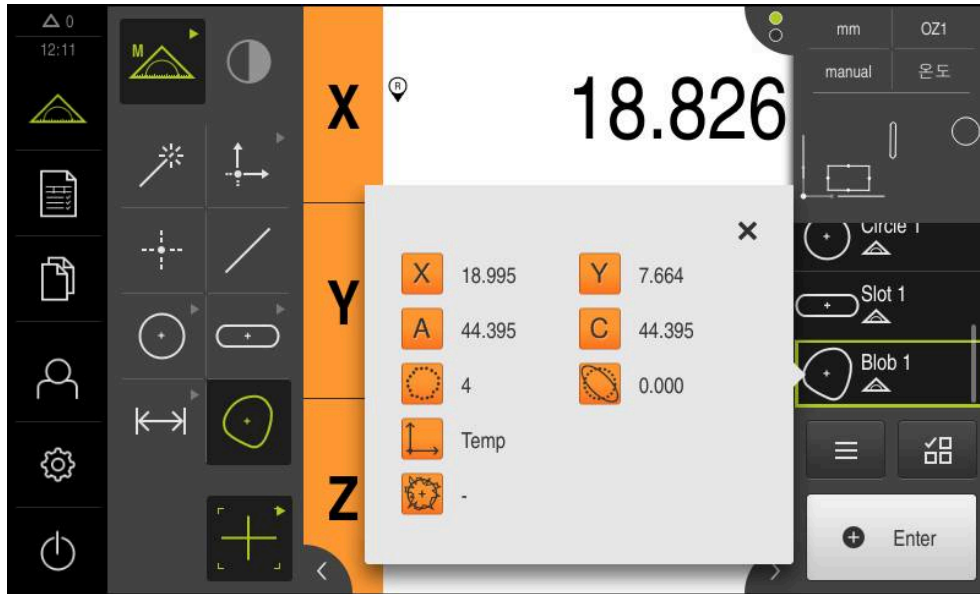 0
12:11
M
X
R
18.826
Y
Z
mm
OZ1
manual
온도
X 18.995
Y 7.664
A 44.395
C 44.395
4
0.000
Temp
-
Circle 1
Slot 1
Blob 1
Enter